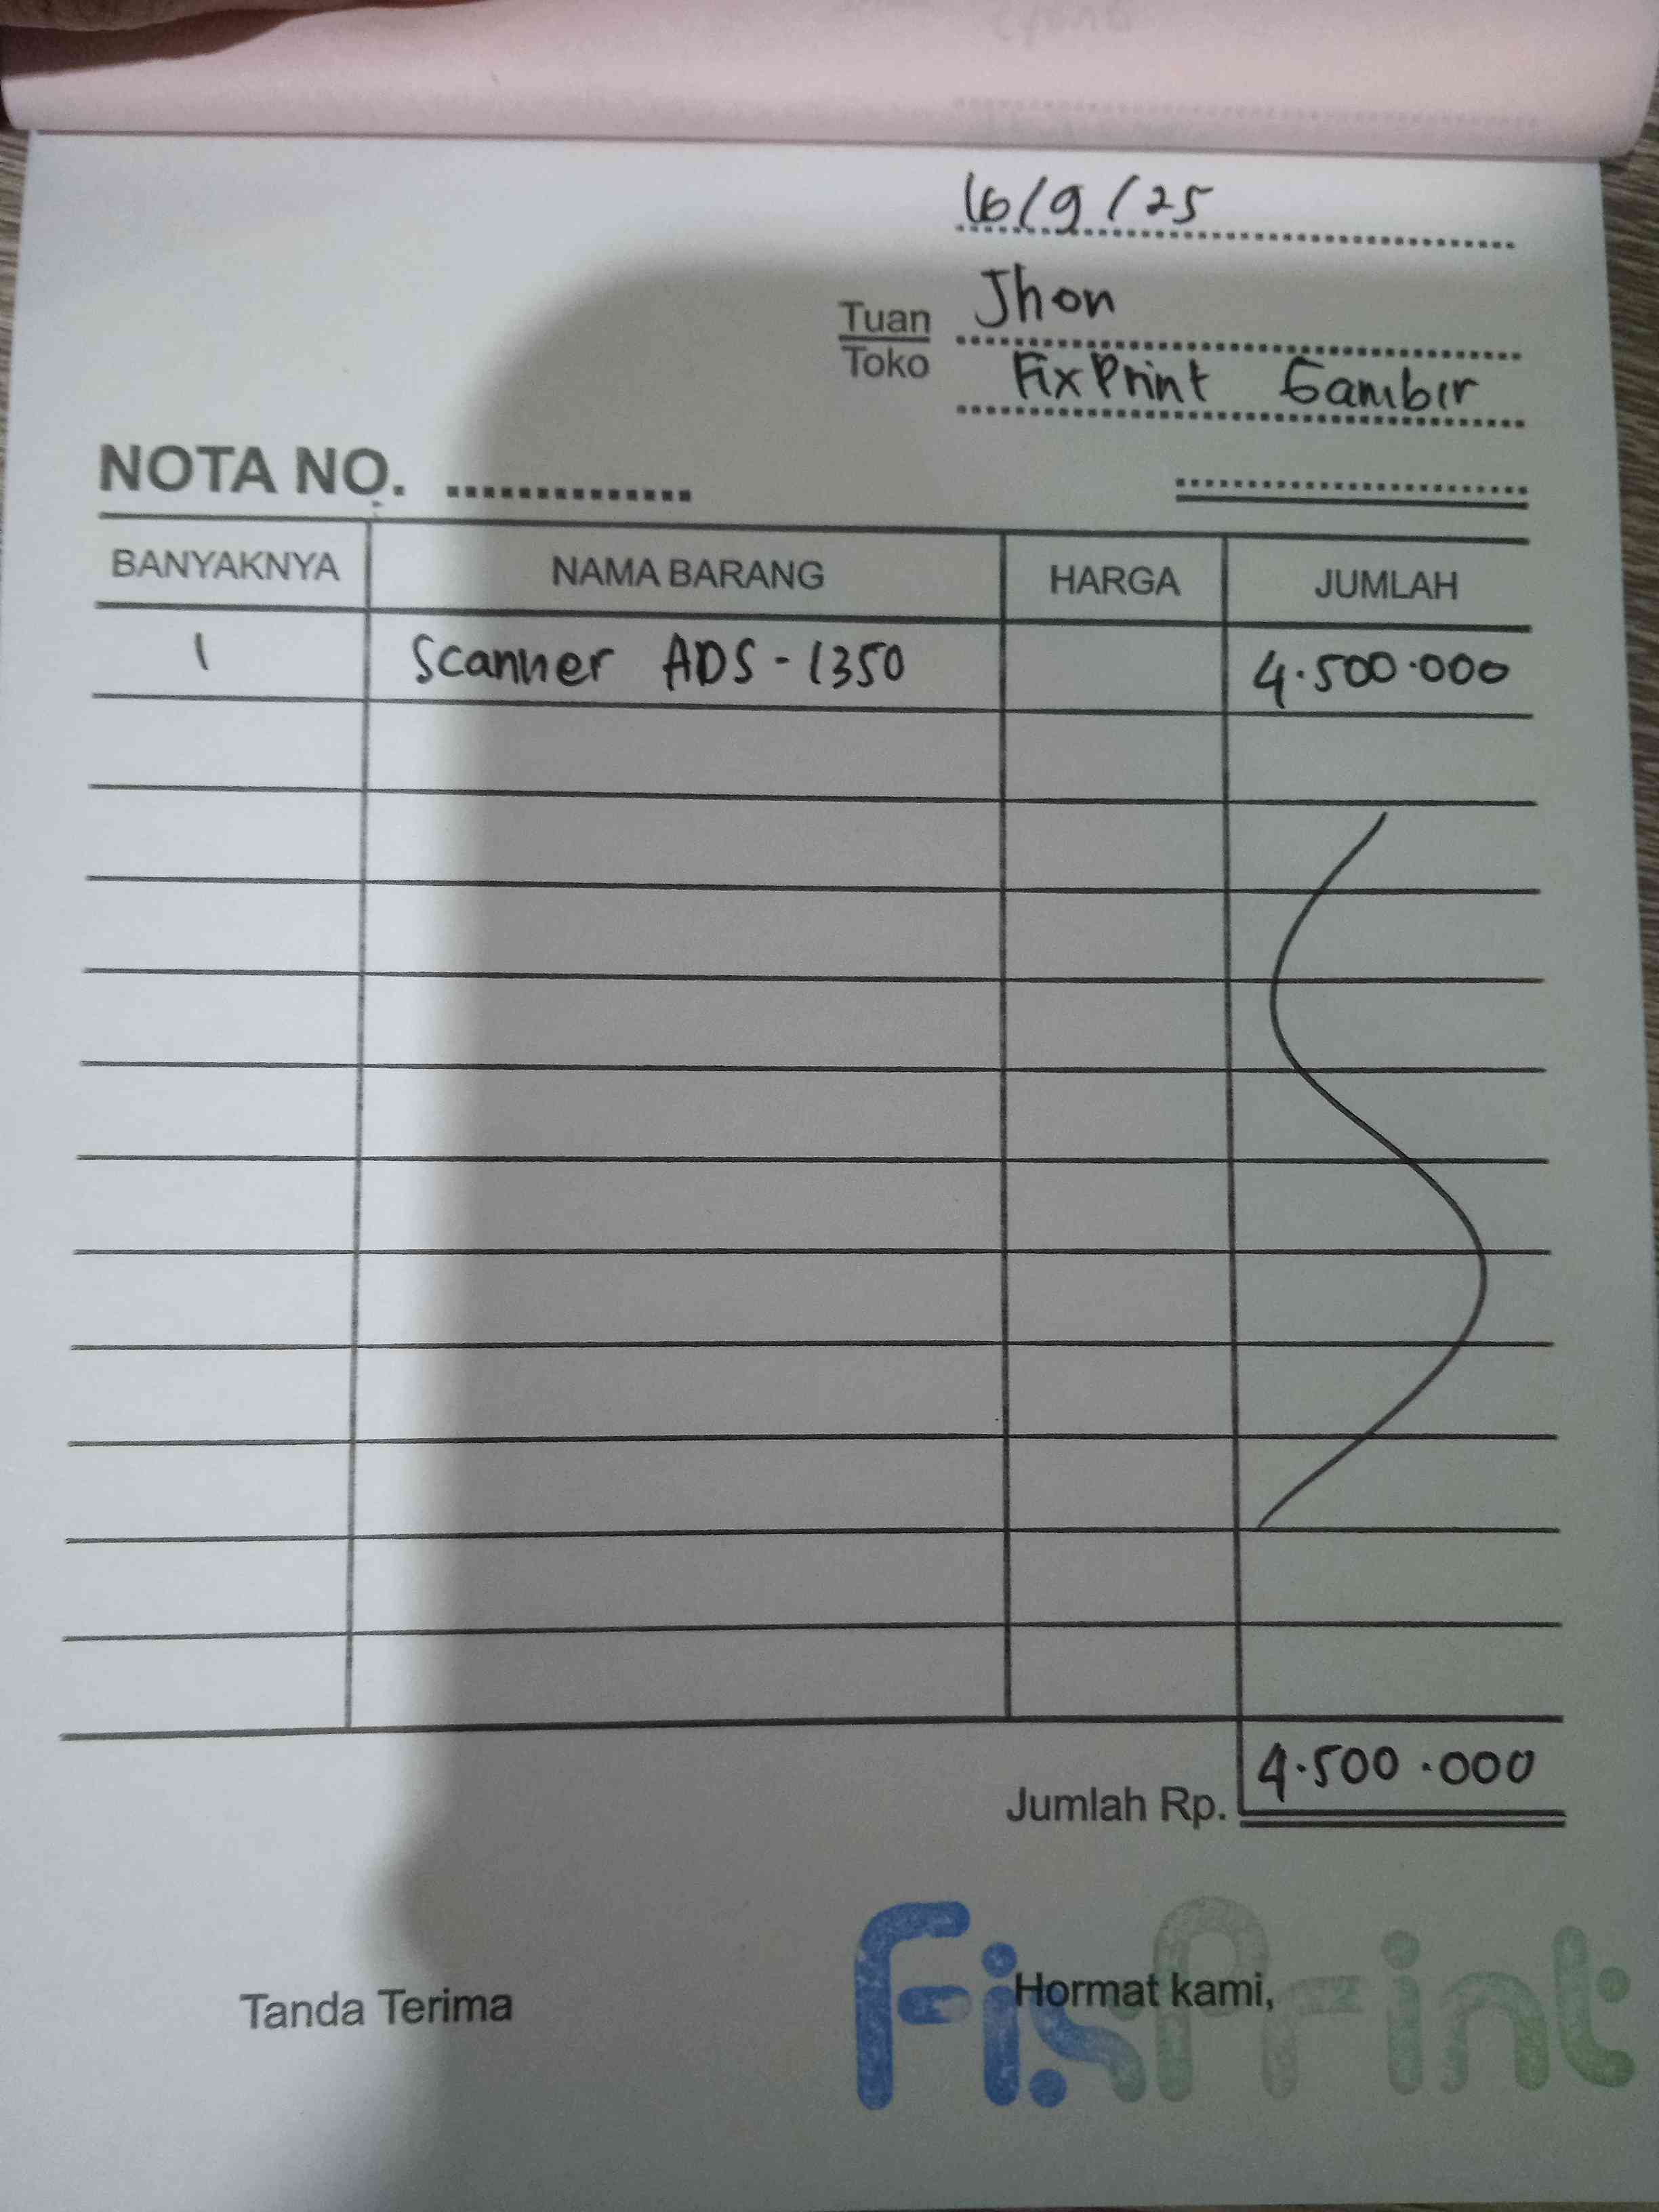 16/9/25
Tuan Jhon
Toko FixPrint Gambir
NOTA NO. ..............
BANYAKNYA NAMA BARANG HARGA JUMLAH
1 Scanner ADS-1350 4.500.000
Jumlah Rp. 4.500.000
Tanda Terima Hormat kami,
FixPrint